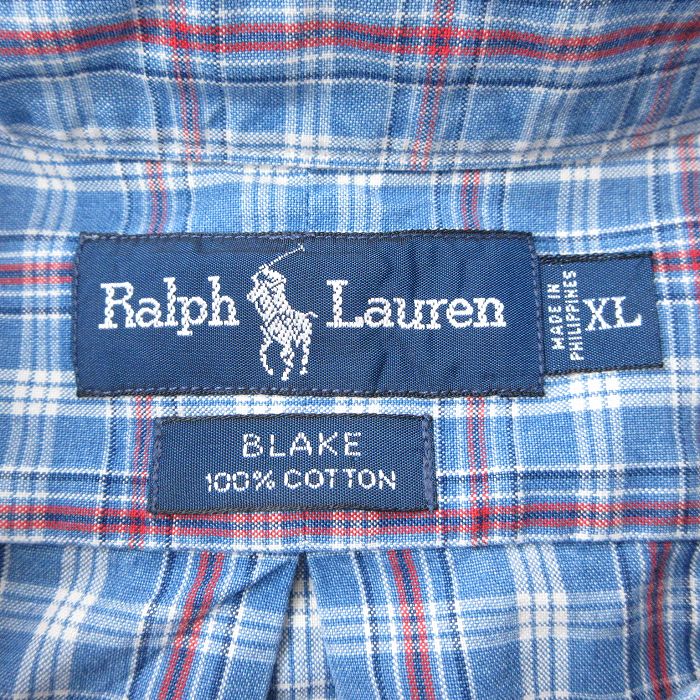 Ralph Lauren
MADE IN
PHILIPPINES
XL
BLAKE
100% COTTON